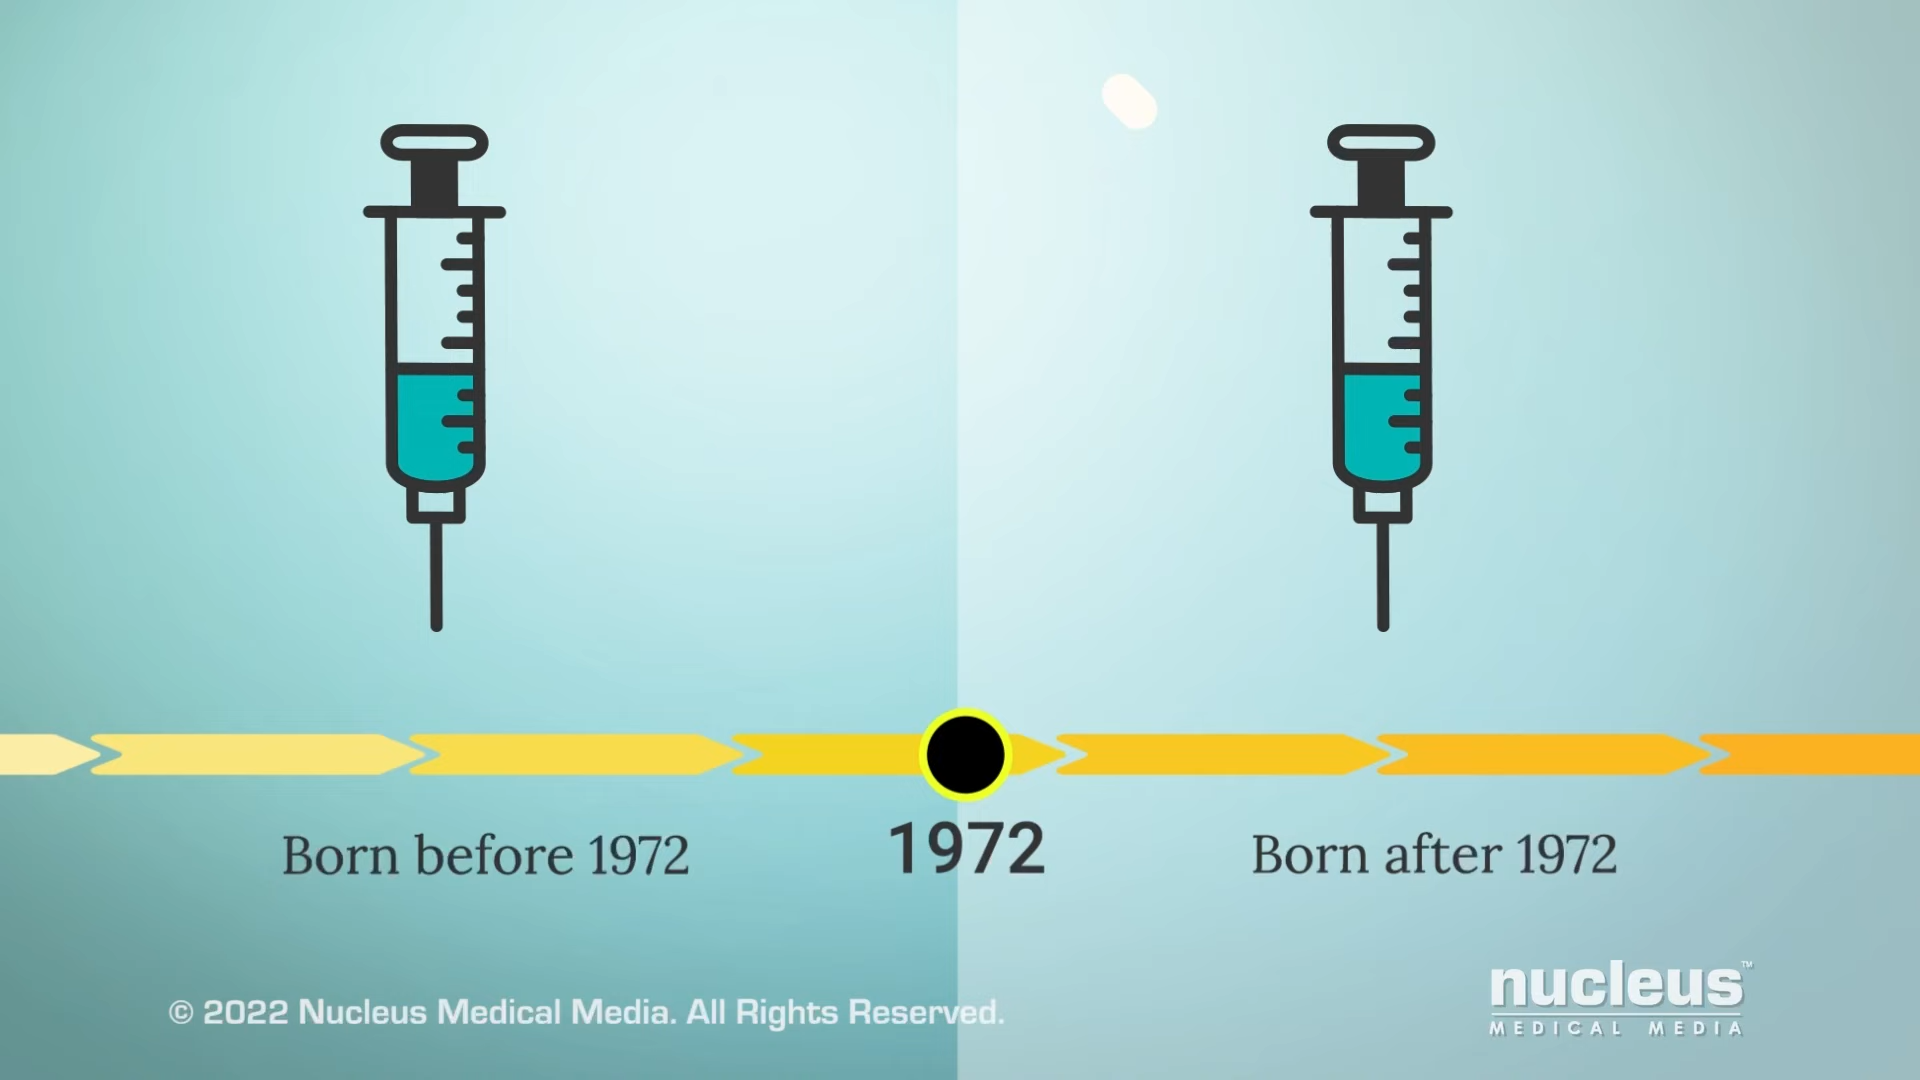 Born before 1972
1972
Born after 1972
© 2022 Nucleus Medical Media. All Rights Reserved.
nucleus™
MEDICAL MEDIA